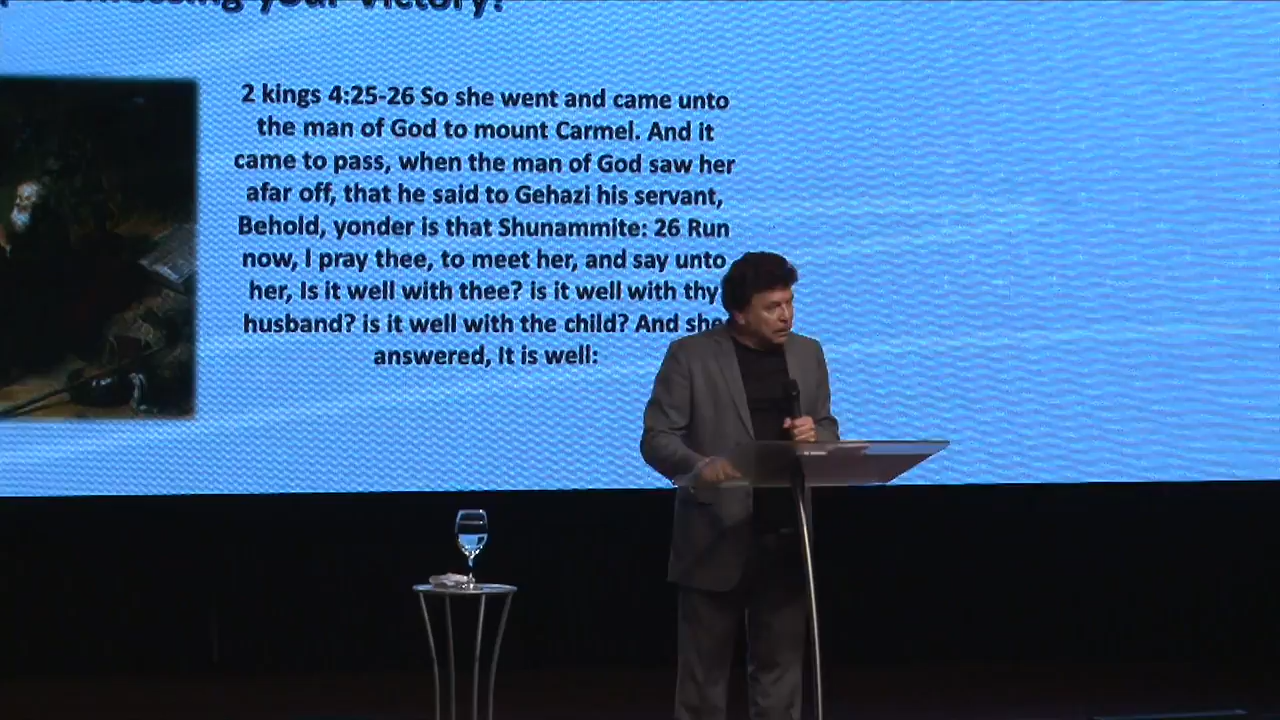 your Victory?
2 kings 4:25-26 So she went and came unto
the man of God to mount Carmel. And it
came to pass, when the man of God saw her
afar off, that he said to Gehazi his servant,
Behold, yonder is that Shunammite: 26 Run
now, I pray thee, to meet her, and say unto
her, Is it well with thee? is it well with thy
husband? is it well with the child? And she
answered, It is well: